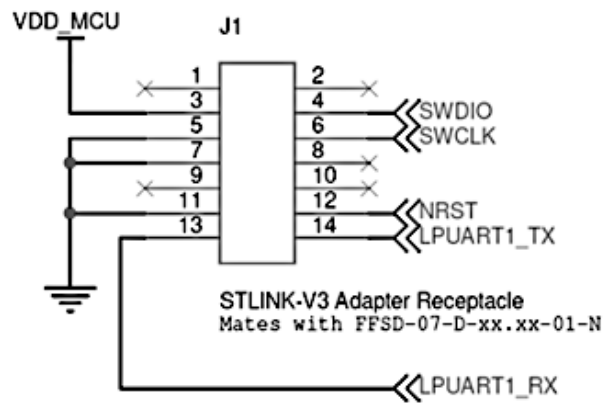 VDD_MCU
J1
1 2
3 4 SWDIO
5 6 SWCLK
7 8
9 10
11 12 NRST
13 14 LPUART1_TX
STLINK-V3 Adapter Receptacle
Mates with FFSD-07-D-xx.xx-01-N
LPUART1_RX